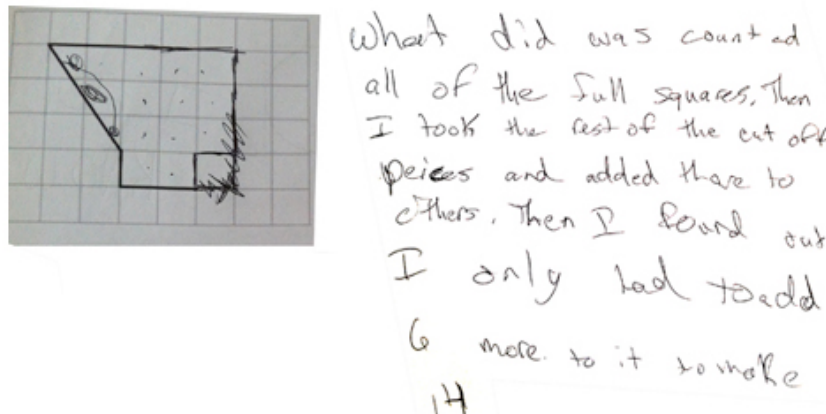 What did was counted
all of the full squares. Then
I took the rest of the cut off
peices and added thare to
others. Then I found out
I only had to add
6 more to it to make
14